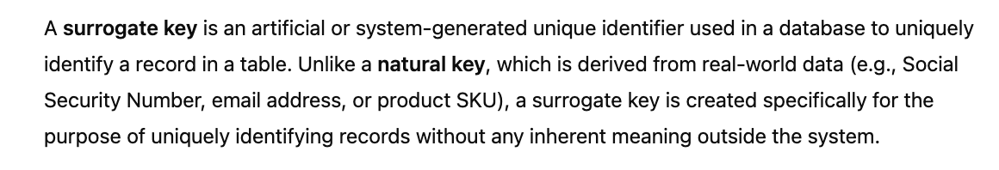 A surrogate key is an artificial or system-generated unique identifier used in a database to uniquely
identify a record in a table. Unlike a natural key, which is derived from real-world data (e.g., Social
Security Number, email address, or product SKU), a surrogate key is created specifically for the
purpose of uniquely identifying records without any inherent meaning outside the system.